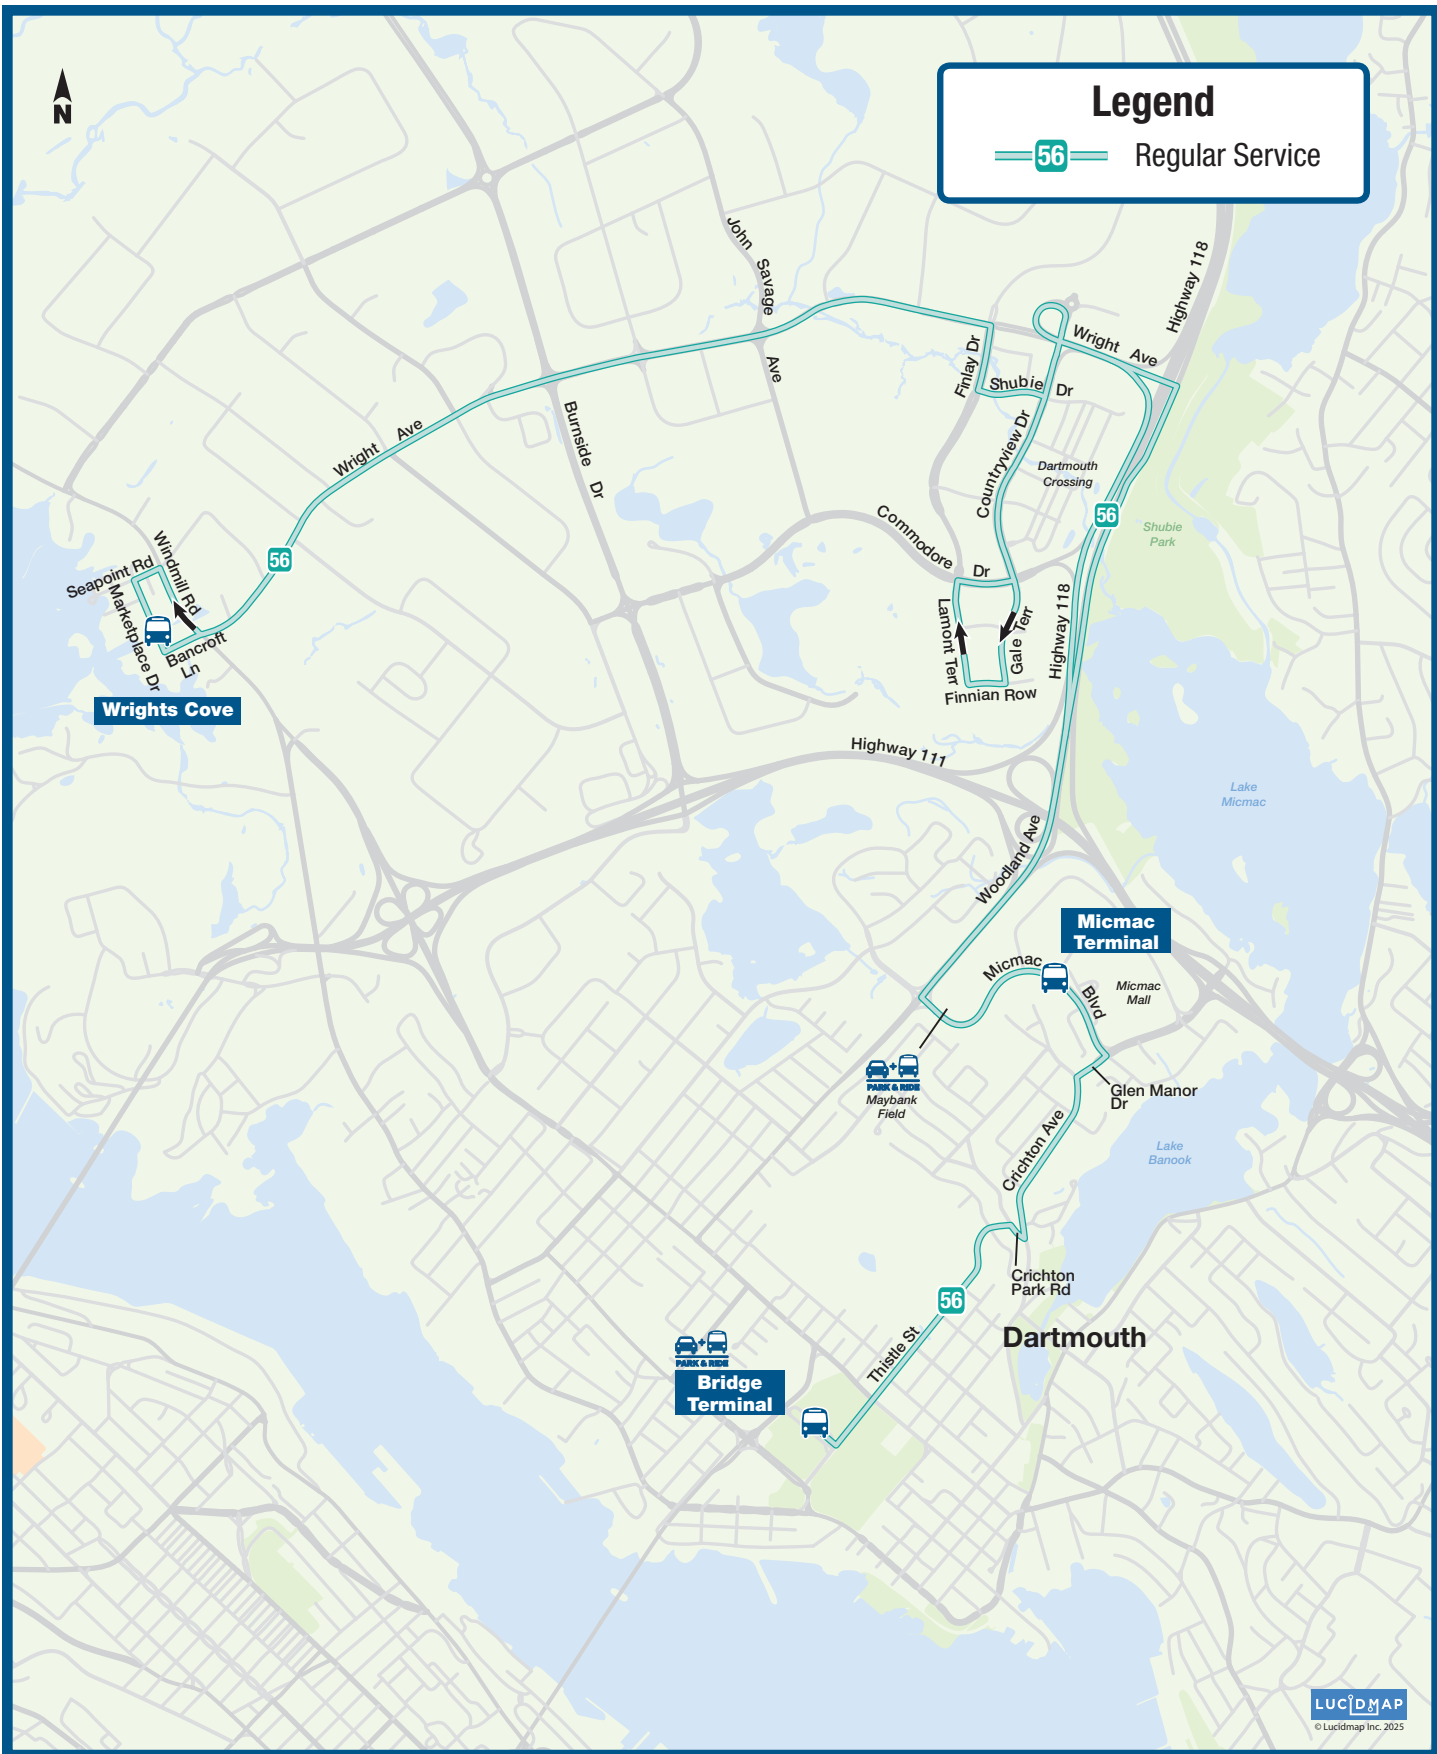 N
Legend
56
Regular Service
John Savage Ave
Highway 118
Wright Ave
Finlay Dr
Shubie Dr
Burnside Dr
Wright Ave
Countryview Dr
Dartmouth
Crossing
56
Shubie
Park
Commodore Dr
56
Windmill Rd
Seapoint Rd
Marketplace Dr
Bancroft
Ln
Wrights Cove
Lamont Terr
Gale Terr
Finnian Row
Highway 118
Highway 111
Lake
Micmac
Woodland Ave
Micmac
Terminal
Micmac Blvd
Micmac
Mall
PARK & RIDE
Maybank
Field
Glen Manor
Dr
Crichton Ave
Lake
Banook
Crichton
Park Rd
56
Dartmouth
Thistle St
PARK & RIDE
Bridge
Terminal
LUCIDMAP
© Lucidmap Inc. 2025